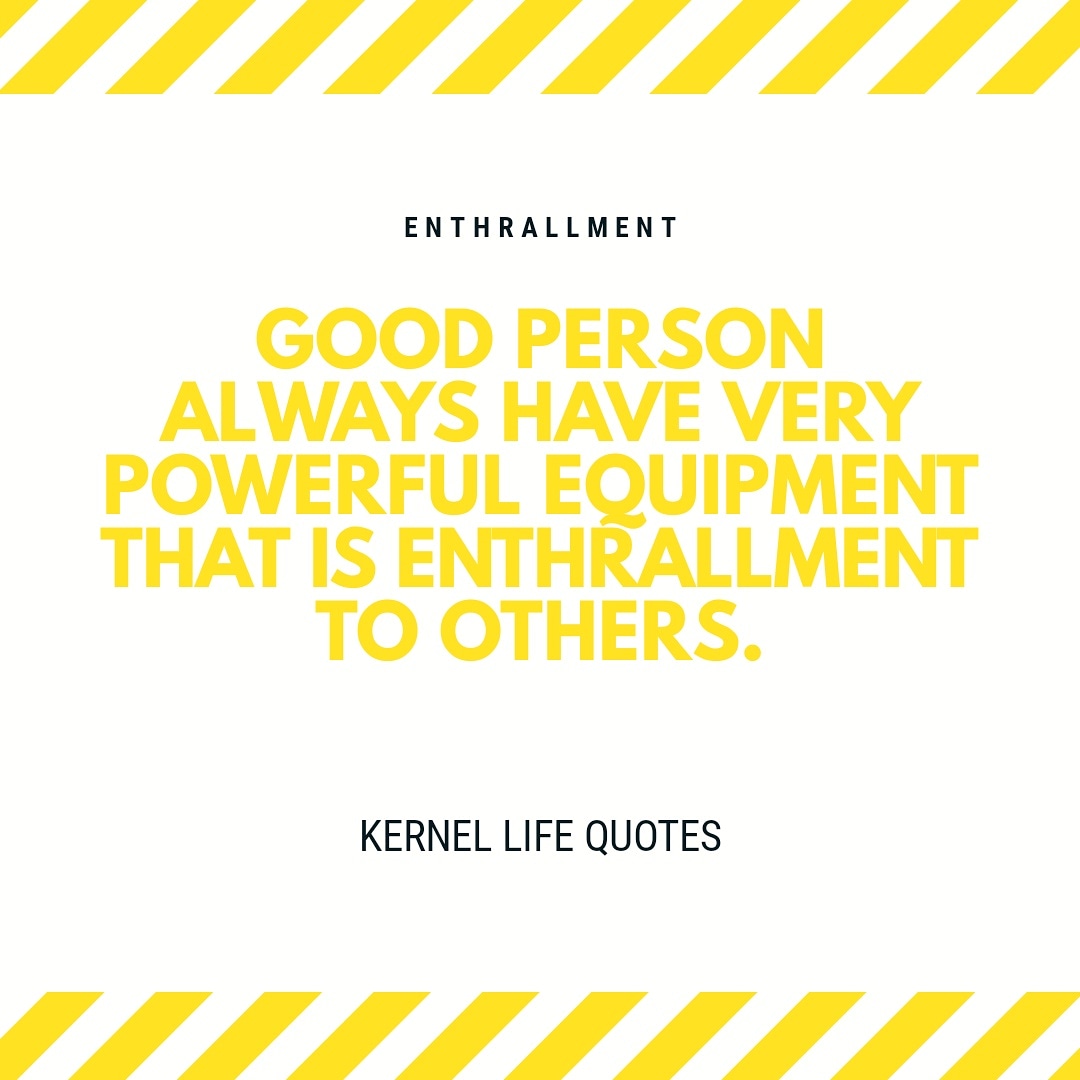 ENTHRALLMENT
GOOD PERSON
ALWAYS HAVE VERY
POWERFUL EQUIPMENT
THAT IS ENTHRALLMENT
TO OTHERS.
KERNEL LIFE QUOTES